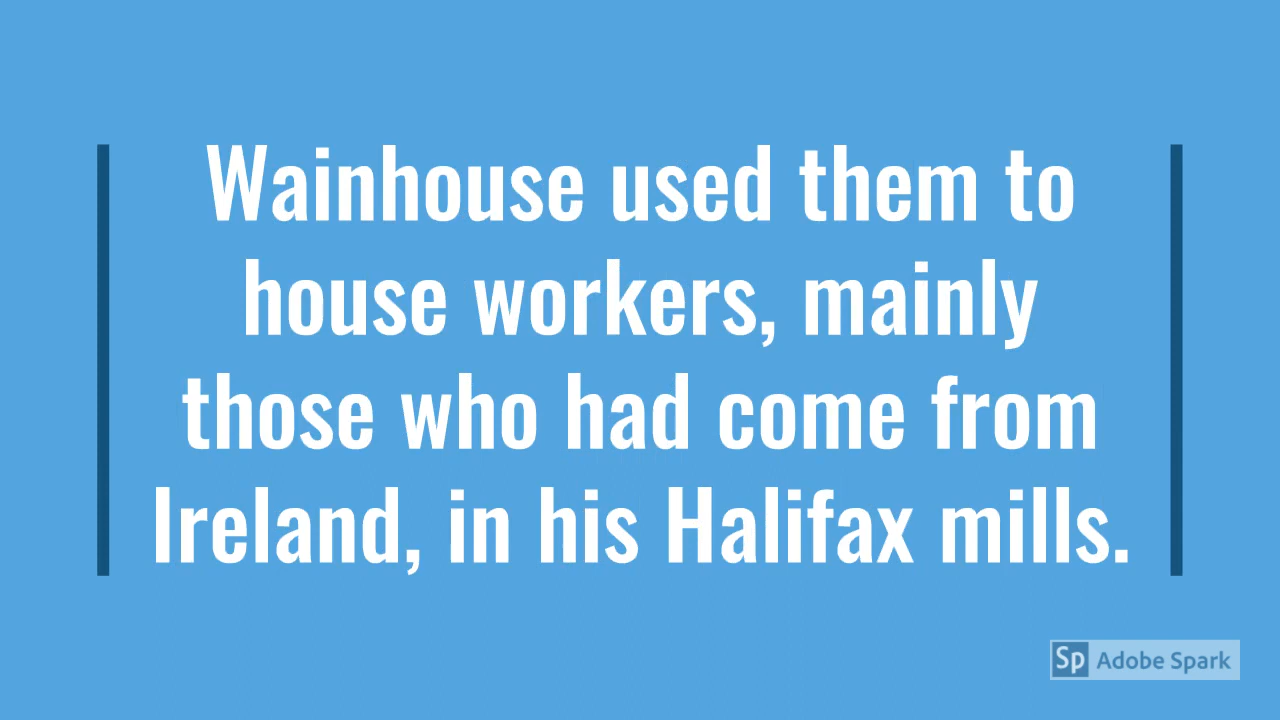 Wainhouse used them to
house workers, mainly
those who had come from
Ireland, in his Halifax mills.
Sp Adobe Spark